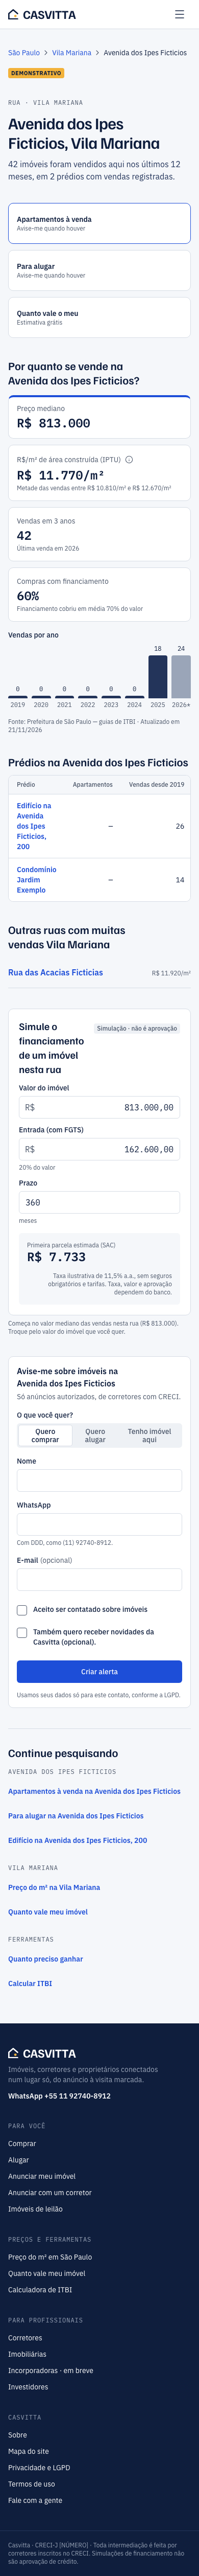 CASVITTA
São Paulo > Vila Mariana > Avenida dos Ipes Ficticios
DEMONSTRATIVO
RUA · VILA MARIANA
Avenida dos Ipes
Ficticios, Vila Mariana
42 imóveis foram vendidos aqui nos últimos 12
meses, em 2 prédios com vendas registradas.
Apartamentos à venda
Avise-me quando houver
Para alugar
Avise-me quando houver
Quanto vale o meu
Estimativa grátis
Por quanto se vende na
Avenida dos Ipes Ficticios?
Preço mediano
R$ 813.000
R$/m² de área construída (IPTU)
R$ 11.770/m²
Metade das vendas entre R$ 10.810/m² e R$ 12.670/m²
Vendas em 3 anos
42
Última venda em 2026
Compras com financiamento
60%
Financiamento cobriu em média 70% do valor
Vendas por ano
0 0 0 0 0 0 18 24
2019 2020 2021 2022 2023 2024 2025 2026*
Fonte: Prefeitura de São Paulo — guias de ITBI · Atualizado em
21/11/2026
Prédios na Avenida dos Ipes Ficticios
Prédio Apartamentos Vendas desde 2019
Edifício na
Avenida
dos Ipes
Ficticios,
200
— 26
Condominio
Jardim
Exemplo
— 14
Outras ruas com muitas
vendas Vila Mariana
Rua das Acacias Ficticias R$ 11.920/m²
Simule o
financiamento
de um imóvel
nesta rua
Simulação · não é aprovação
Valor do imóvel
R$ 813.000,00
Entrada (com FGTS)
R$ 162.600,00
20% do valor
Prazo
360
meses
Primeira parcela estimada (SAC)
R$ 7.733
Taxa ilustrativa de 11,5% a.a., sem seguros
obrigatórios e tarifas. Taxa, valor e aprovação
dependem do banco.
Começa no valor mediano das vendas nesta rua (R$ 813.000).
Troque pelo valor do imóvel que você quer.
Avise-me sobre imóveis na
Avenida dos Ipes Ficticios
Só anúncios autorizados, de corretores com CRECI.
O que você quer?
Quero
comprar
Quero
alugar
Tenho imóvel
aqui
Nome
WhatsApp
Com DDD, como (11) 92740-8912.
E-mail (opcional)
Aceito ser contatado sobre imóveis
Também quero receber novidades da
Casvitta (opcional).
Criar alerta
Usamos seus dados só para este contato, conforme a LGPD.
Continue pesquisando
AVENIDA DOS IPES FICTICIOS
Apartamentos à venda na Avenida dos Ipes Ficticios
Para alugar na Avenida dos Ipes Ficticios
Edifício na Avenida dos Ipes Ficticios, 200
VILA MARIANA
Preço do m² na Vila Mariana
Quanto vale meu imóvel
FERRAMENTAS
Quanto preciso ganhar
Calcular ITBI
CASVITTA
Imóveis, corretores e proprietários conectados
num lugar só, do anúncio à visita marcada.
WhatsApp +55 11 92740-8912
PARA VOCÊ
Comprar
Alugar
Anunciar meu imóvel
Anunciar com um corretor
Imóveis de leilão
PREÇOS E FERRAMENTAS
Preço do m² em São Paulo
Quanto vale meu imóvel
Calculadora de ITBI
PARA PROFISSIONAIS
Corretores
Imobiliárias
Incorporadoras · em breve
Investidores
CASVITTA
Sobre
Mapa do site
Privacidade e LGPD
Termos de uso
Fale com a gente
Casvitta · CRECI-J [NÚMERO] · Toda intermediação é feita por
corretores inscritos no CRECI. Simulações de financiamento não
são aprovação de crédito.